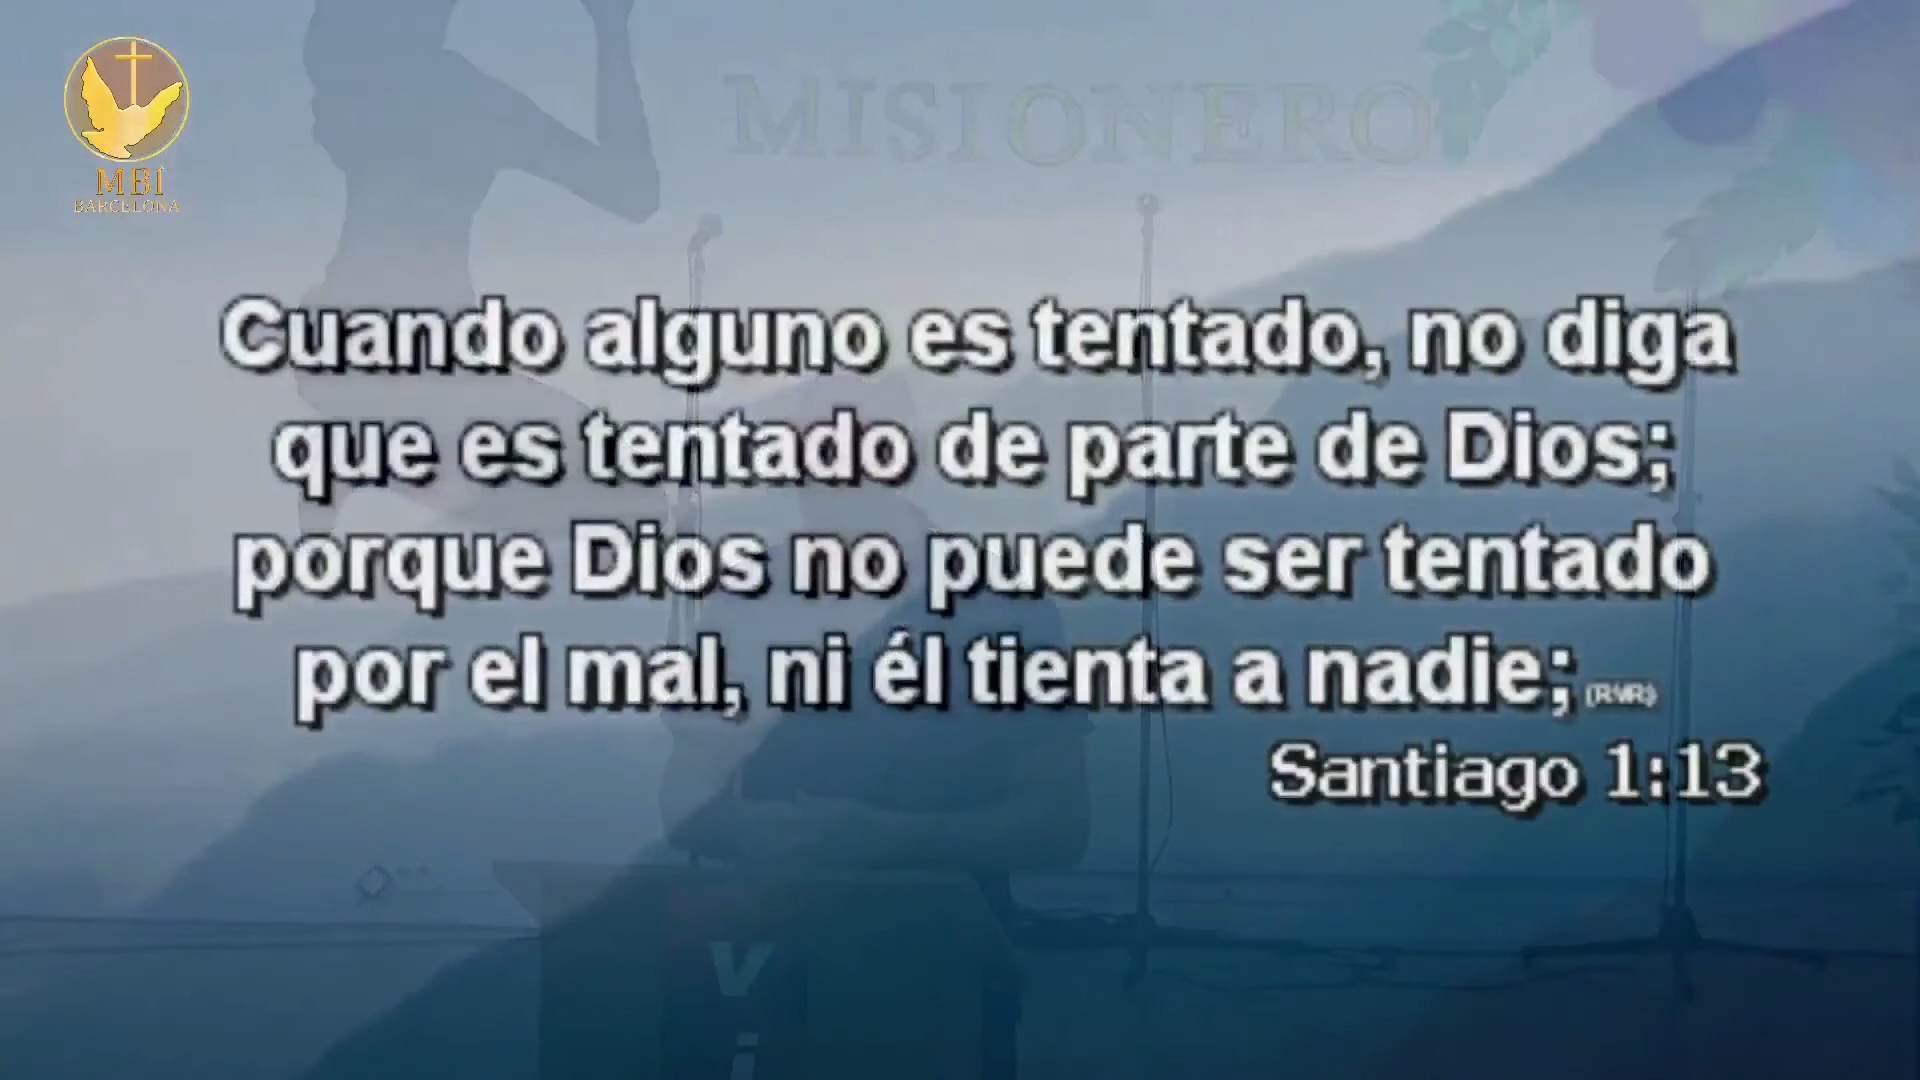 MBI
BARCELONA
MISIONERO
Cuando alguno es tentado, no diga
que es tentado de parte de Dios;
porque Dios no puede ser tentado
por el mal, ni él tienta a nadie; (RVR)
Santiago 1:13
v
i